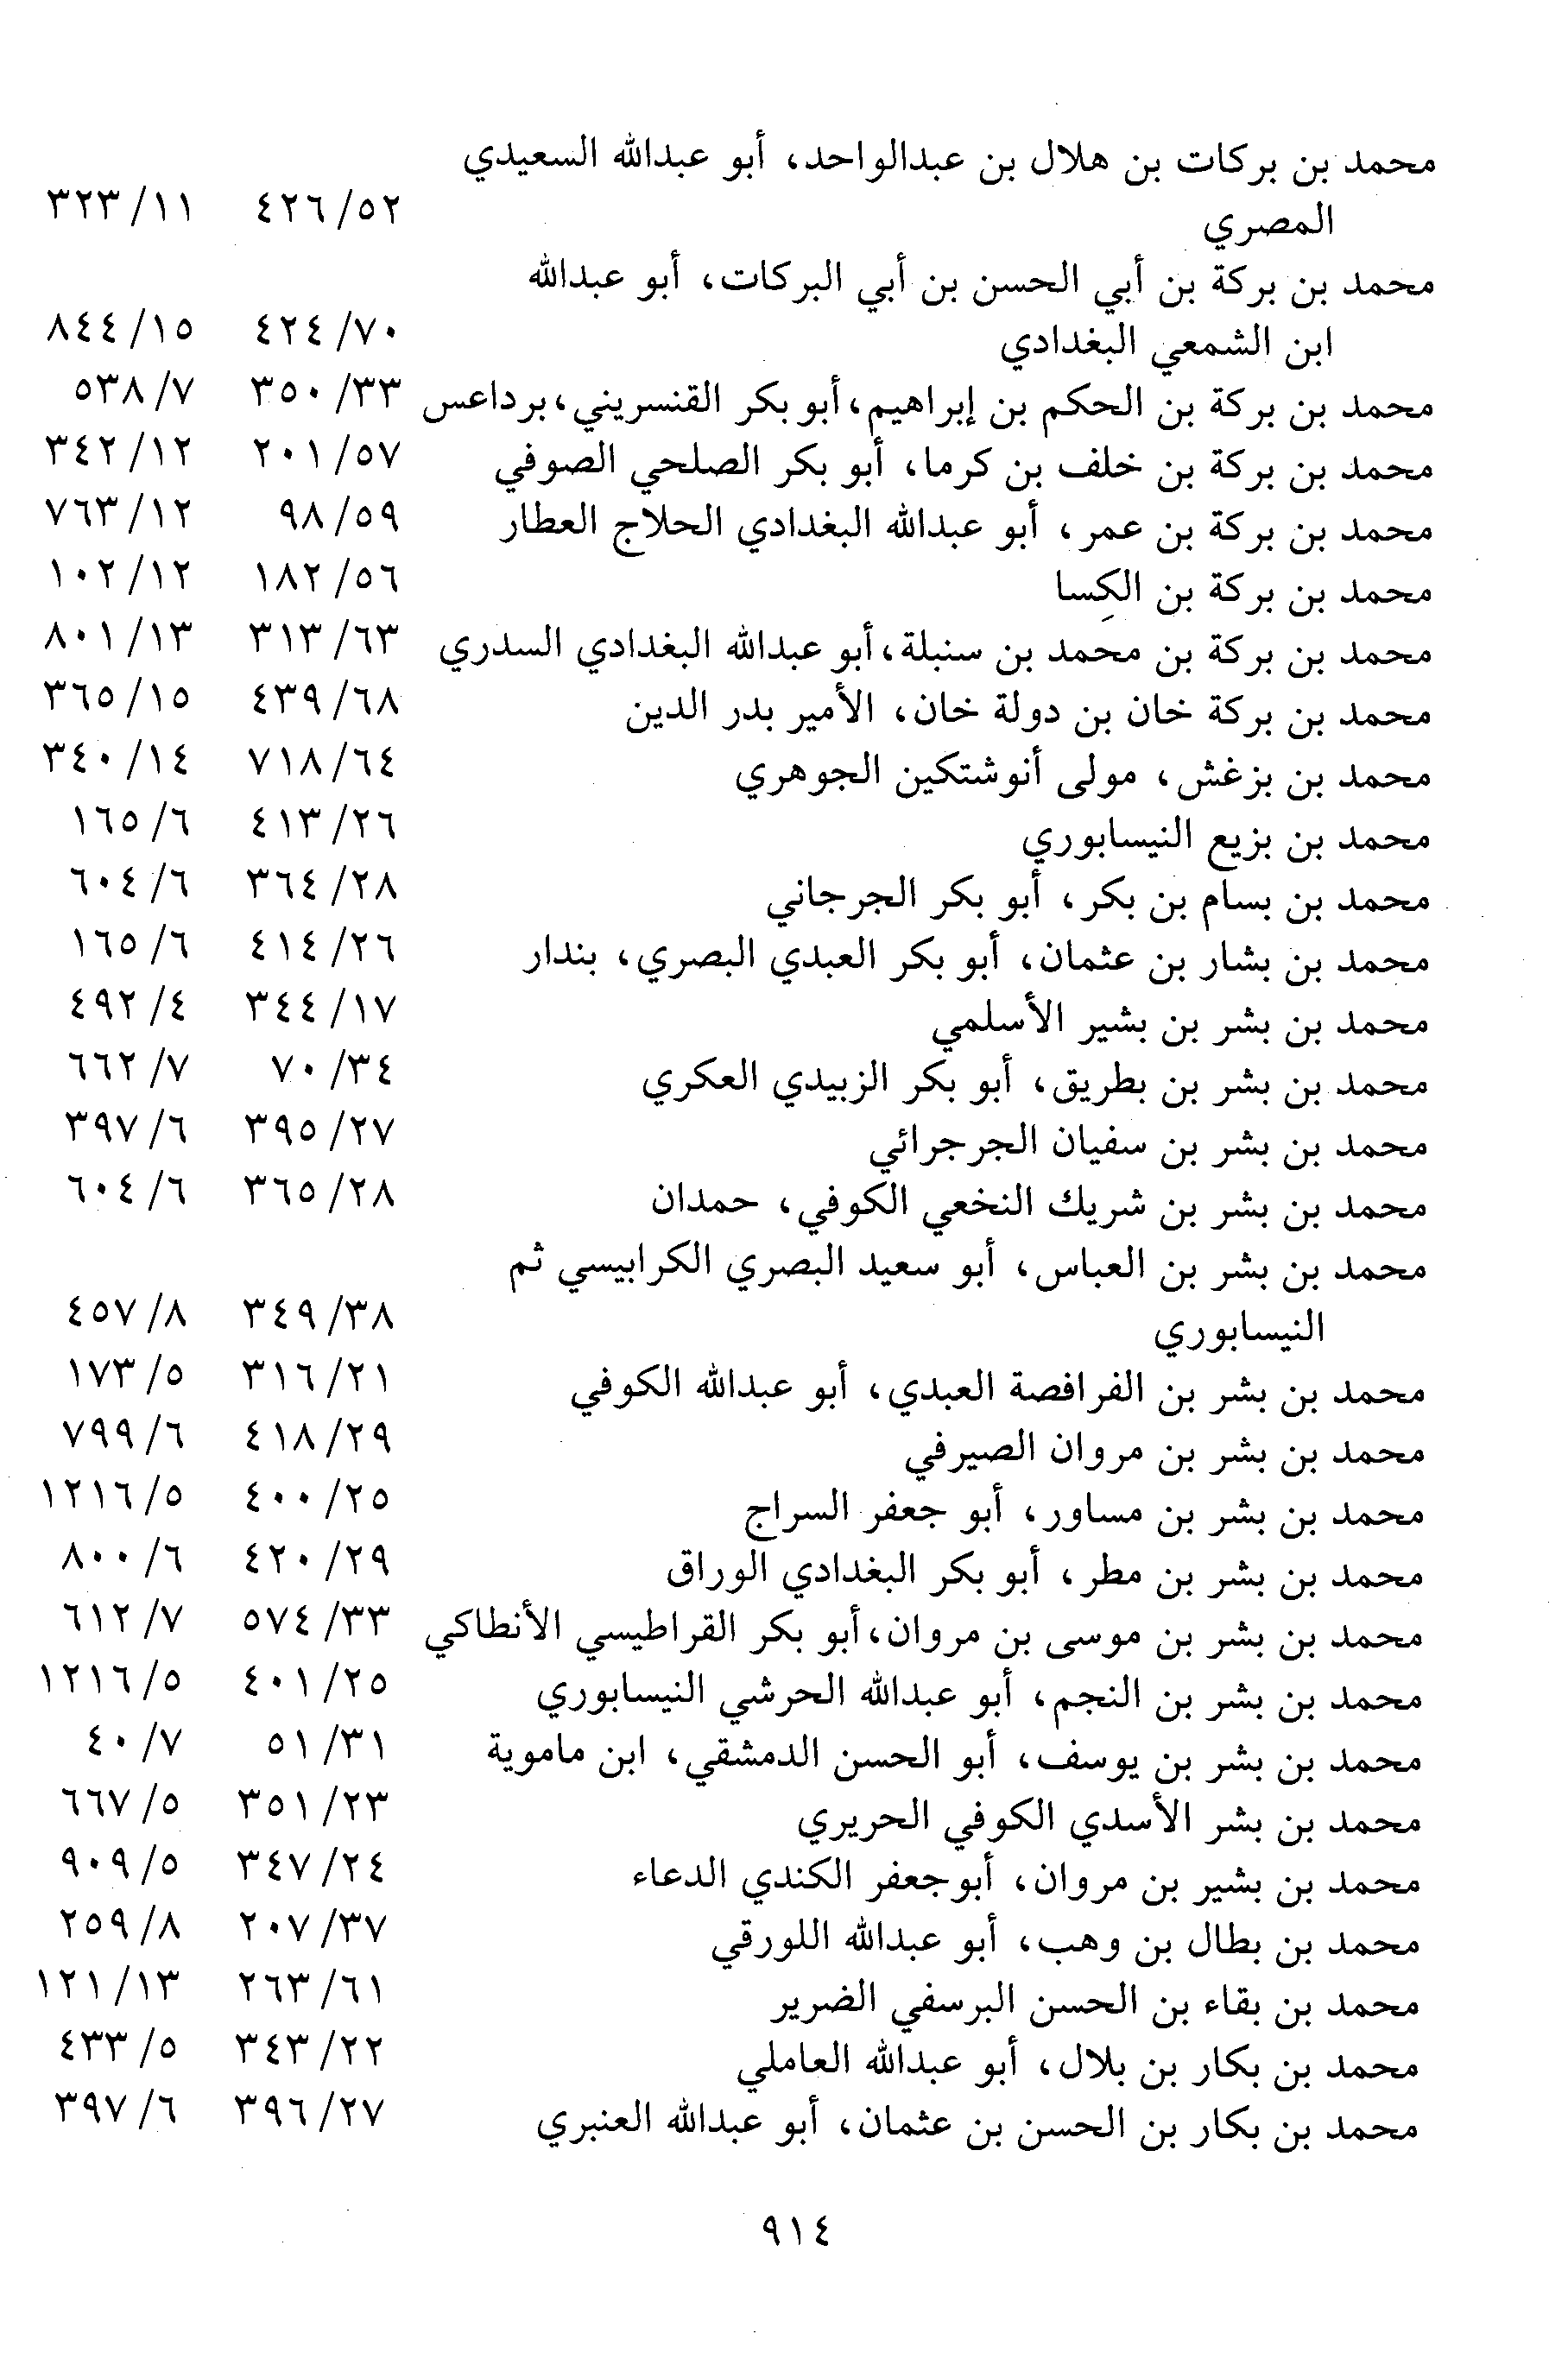 محمد بن بركات بن هلال بن عبدالواحد، أبو عبدالله السعيدي
المصري ٤٢٦/٥٢ ٣٢٣/١١
محمد بن بركة بن أبي الحسن بن أبي البركات، أبو عبدالله
ابن الشمعي البغدادي ٤٢٤/٧٠ ٨٤٤/١٥
محمد بن بركة بن الحكم بن إبراهيم، أبو بكر القنسريني، برداعس ٣٥٠/٣٣ ٥٣٨/٧
محمد بن بركة بن خلف بن كرما، أبو بكر الصلحي الصوفي ٢٠١/٥٧ ٣٤٢/١٢
محمد بن بركة بن عمر، أبو عبدالله البغدادي الحلاج العطار ٩٨/٥٩ ٧٦٣/١٢
محمد بن بركة بن الكِسا ١٨٢/٥٦ ١٠٢/١٢
محمد بن بركة بن محمد بن سنبلة، أبو عبدالله البغدادي السدري ٣١٣/٦٣ ٨٠١/١٣
محمد بن بركة خان بن دولة خان، الأمير بدر الدين ٤٣٩/٦٨ ٣٦٥/١٥
محمد بن بزغش، مولى أنوشتكين الجوهري ٧١٨/٦٤ ٣٤٠/١٤
محمد بن بزيع النيسابوري ٤١٣/٢٦ ١٦٥/٦
محمد بن بسام بن بكر، أبو بكر الجرجاني ٣٦٤/٢٨ ٦٠٤/٦
محمد بن بشار بن عثمان، أبو بكر العبدي البصري، بندار ٤١٤/٢٦ ١٦٥/٦
محمد بن بشر بن بشير الأسلمي ٣٤٤/١٧ ٤٩٢/٤
محمد بن بشر بن بطريق، أبو بكر الزبيدي العكري ٧٠/٣٤ ٦٦٢/٧
محمد بن بشر بن سفيان الجرجرائي ٣٩٥/٢٧ ٣٩٧/٦
محمد بن بشر بن شريك النخعي الكوفي، حمدان ٣٦٥/٢٨ ٦٠٤/٦
محمد بن بشر بن العباس، أبو سعيد البصري الكرابيسي ثم
النيسابوري ٣٤٩/٣٨ ٤٥٧/٨
محمد بن بشر بن الفرافصة العبدي، أبو عبدالله الكوفي ٣١٦/٢١ ١٧٣/٥
محمد بن بشر بن مروان الصيرفي ٤١٨/٢٩ ٧٩٩/٦
محمد بن بشر بن مساور، أبو جعفر السراج ٤٠٠/٢٥ ١٢١٦/٥
محمد بن بشر بن مطر، أبو بكر البغدادي الوراق ٤٢٠/٢٩ ٨٠٠/٦
محمد بن بشر بن موسى بن مروان، أبو بكر القراطيسي الأنطاكي ٥٧٤/٣٣ ٦١٢/٧
محمد بن بشر بن النجم، أبو عبدالله الحرشي النيسابوري ٤٠١/٢٥ ١٢١٦/٥
محمد بن بشر بن يوسف، أبو الحسن الدمشقي، ابن ماموية ٥١/٣١ ٤٠/٧
محمد بن بشر الأسدي الكوفي الحريري ٣٥١/٢٣ ٦٦٧/٥
محمد بن بشير بن مروان، أبوجعفر الكندي الدعاء ٣٤٧/٢٤ ٩٠٩/٥
محمد بن بطال بن وهب، أبو عبدالله اللورقي ٢٠٧/٣٧ ٢٥٩/٨
محمد بن بقاء بن الحسن البرسفي الضرير ٢٦٣/٦١ ١٢١/١٣
محمد بن بكار بن بلال، أبو عبدالله العاملي ٣٤٣/٢٢ ٤٣٣/٥
محمد بن بكار بن الحسن بن عثمان، أبو عبدالله العنبري ٣٩٦/٢٧ ٣٩٧/٦
٩١٤